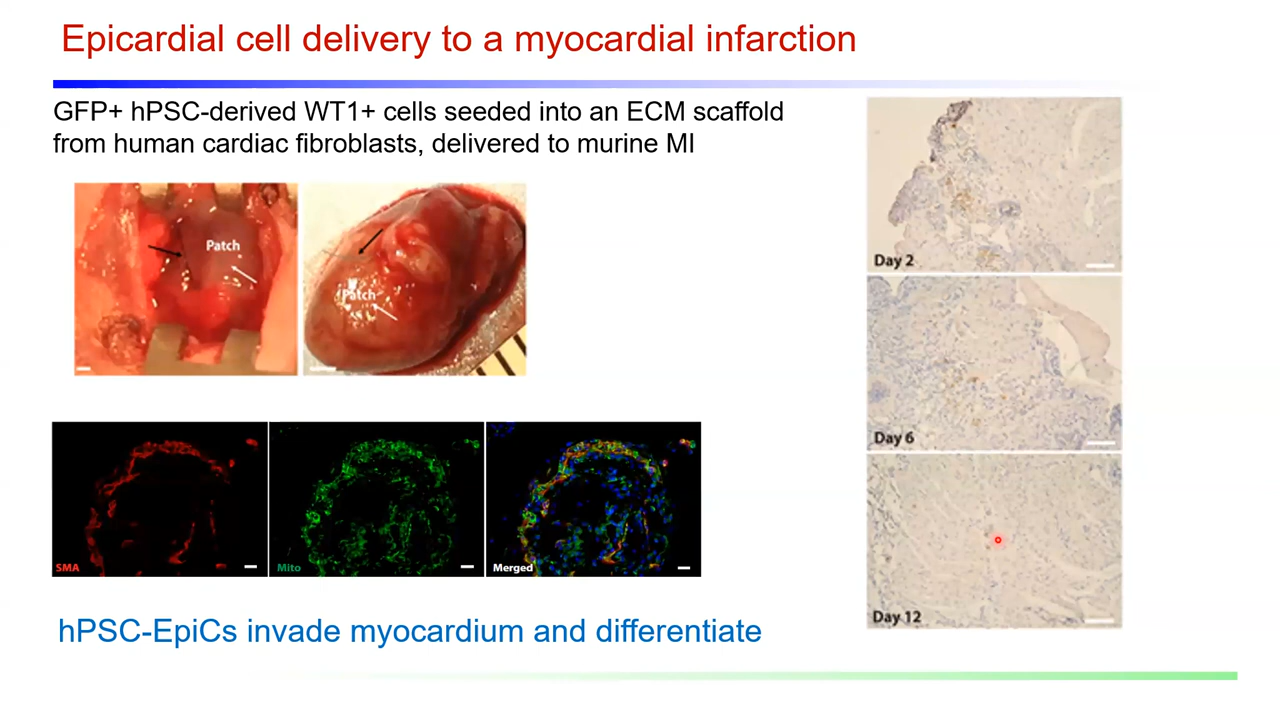 Epicardial cell delivery to a myocardial infarction
GFP+ hPSC-derived WT1+ cells seeded into an ECM scaffold
from human cardiac fibroblasts, delivered to murine MI
Patch
Patch
Day 2
Day 6
Day 12
SMA
Mito
Merged
hPSC-EpiCs invade myocardium and differentiate